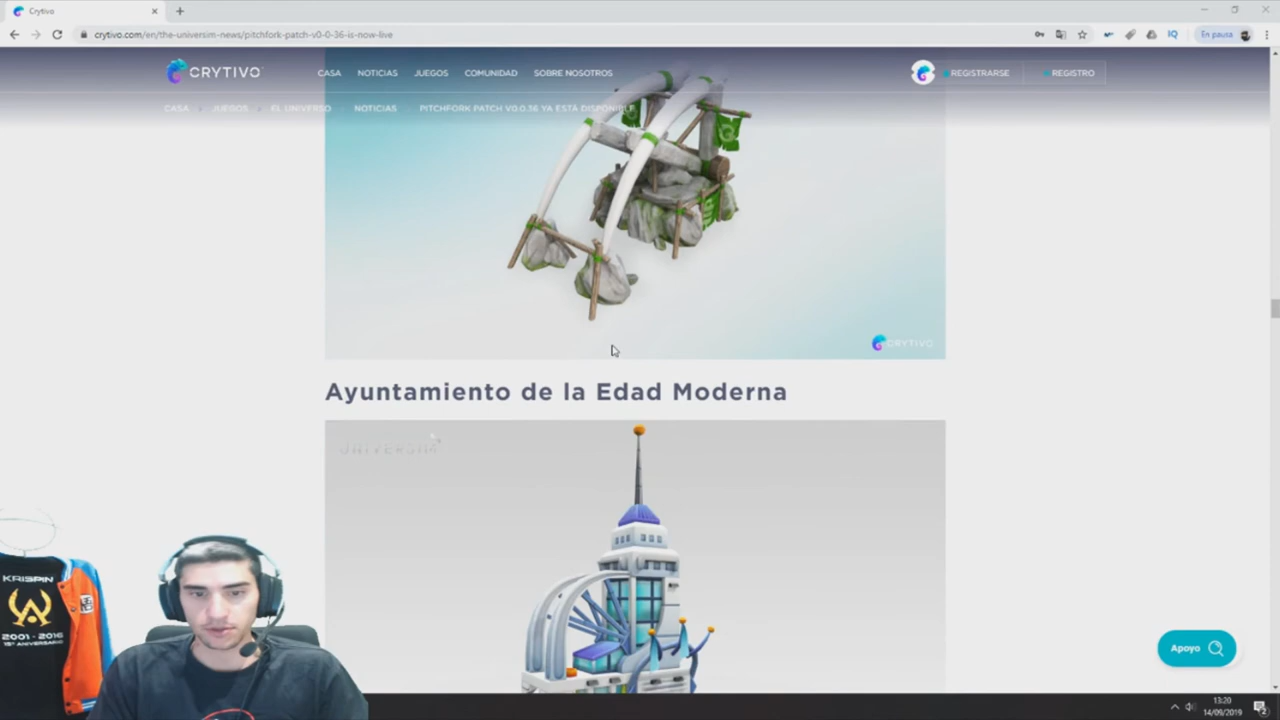 Crytivo
crytivo.com/en/the-universim-news/pitchfork-patch-v0-0-36-is-now-live
En pausa
CRYTIVO
CASA NOTICIAS JUEGOS COMUNIDAD SOBRE NOSOTROS
REGISTRARSE REGISTRO
CASA JUEGOS EL UNIVERSO NOTICIAS PITCHFORK PATCH V0.0.36 YA ESTÁ DISPONIBLE
CRYTIVO
Ayuntamiento de la Edad Moderna
UNIVERSIM
KRISPIN
2001 - 2016
15º ANIVERSARIO
Apoyo
13:20
14/09/2019